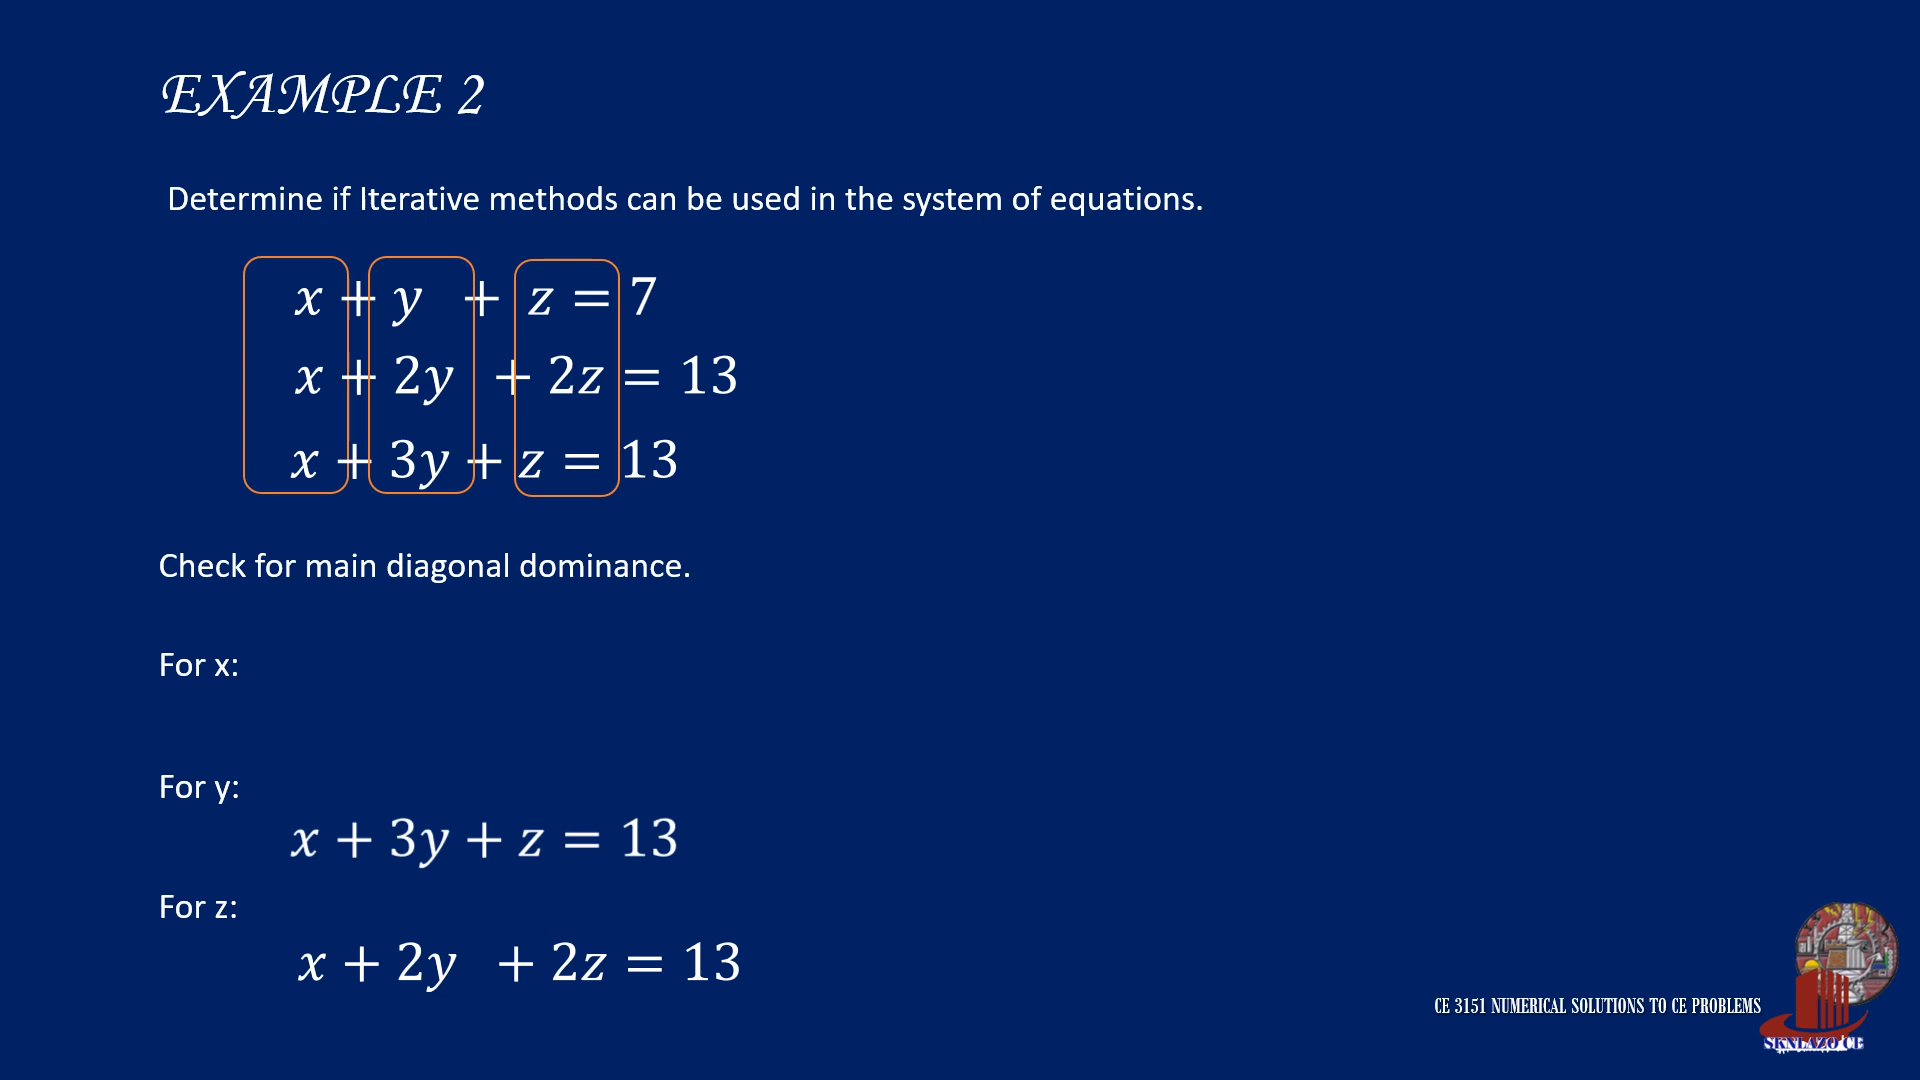 EXAMPLE 2
Determine if Iterative methods can be used in the system of equations.
x + y + z = 7
x + 2y + 2z = 13
x + 3y + z = 13
Check for main diagonal dominance.
For x:
For y:
x + 3y + z = 13
For z:
x + 2y + 2z = 13
CE 3151 NUMERICAL SOLUTIONS TO CE PROBLEMS
SKNLAZO CE